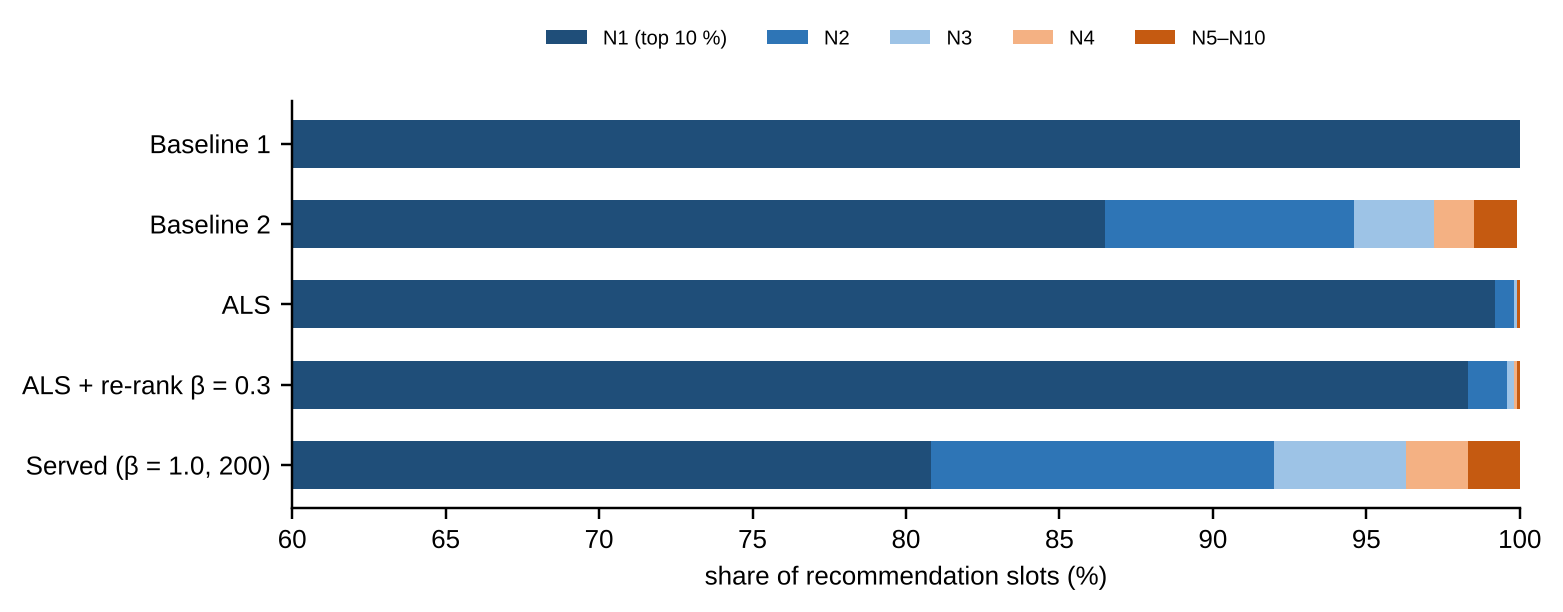 N1 (top 10 %) N2 N3 N4 N5–N10
Baseline 1
Baseline 2
ALS
ALS + re-rank β = 0.3
Served (β = 1.0, 200)
60 65 70 75 80 85 90 95 100
share of recommendation slots (%)